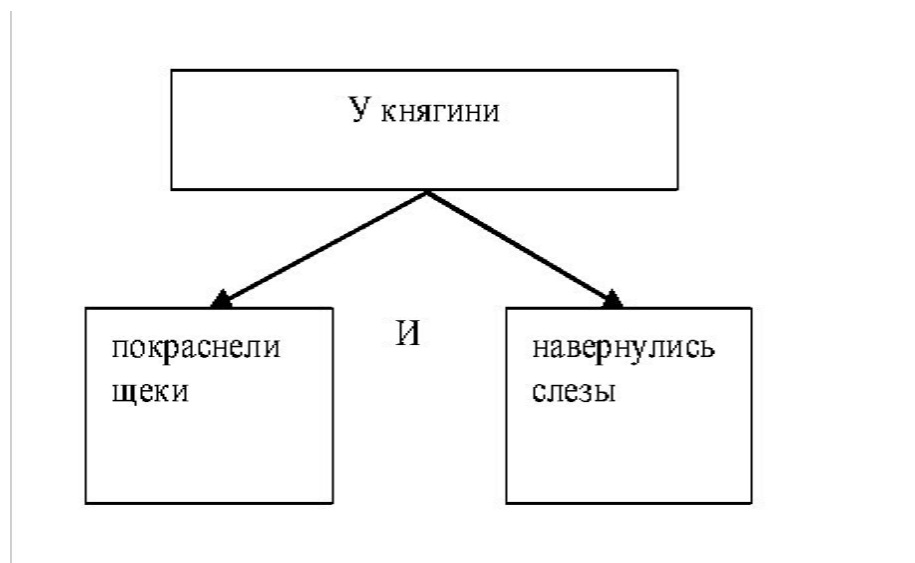 У княгини
покраснели
щеки
И
навернулись
слезы